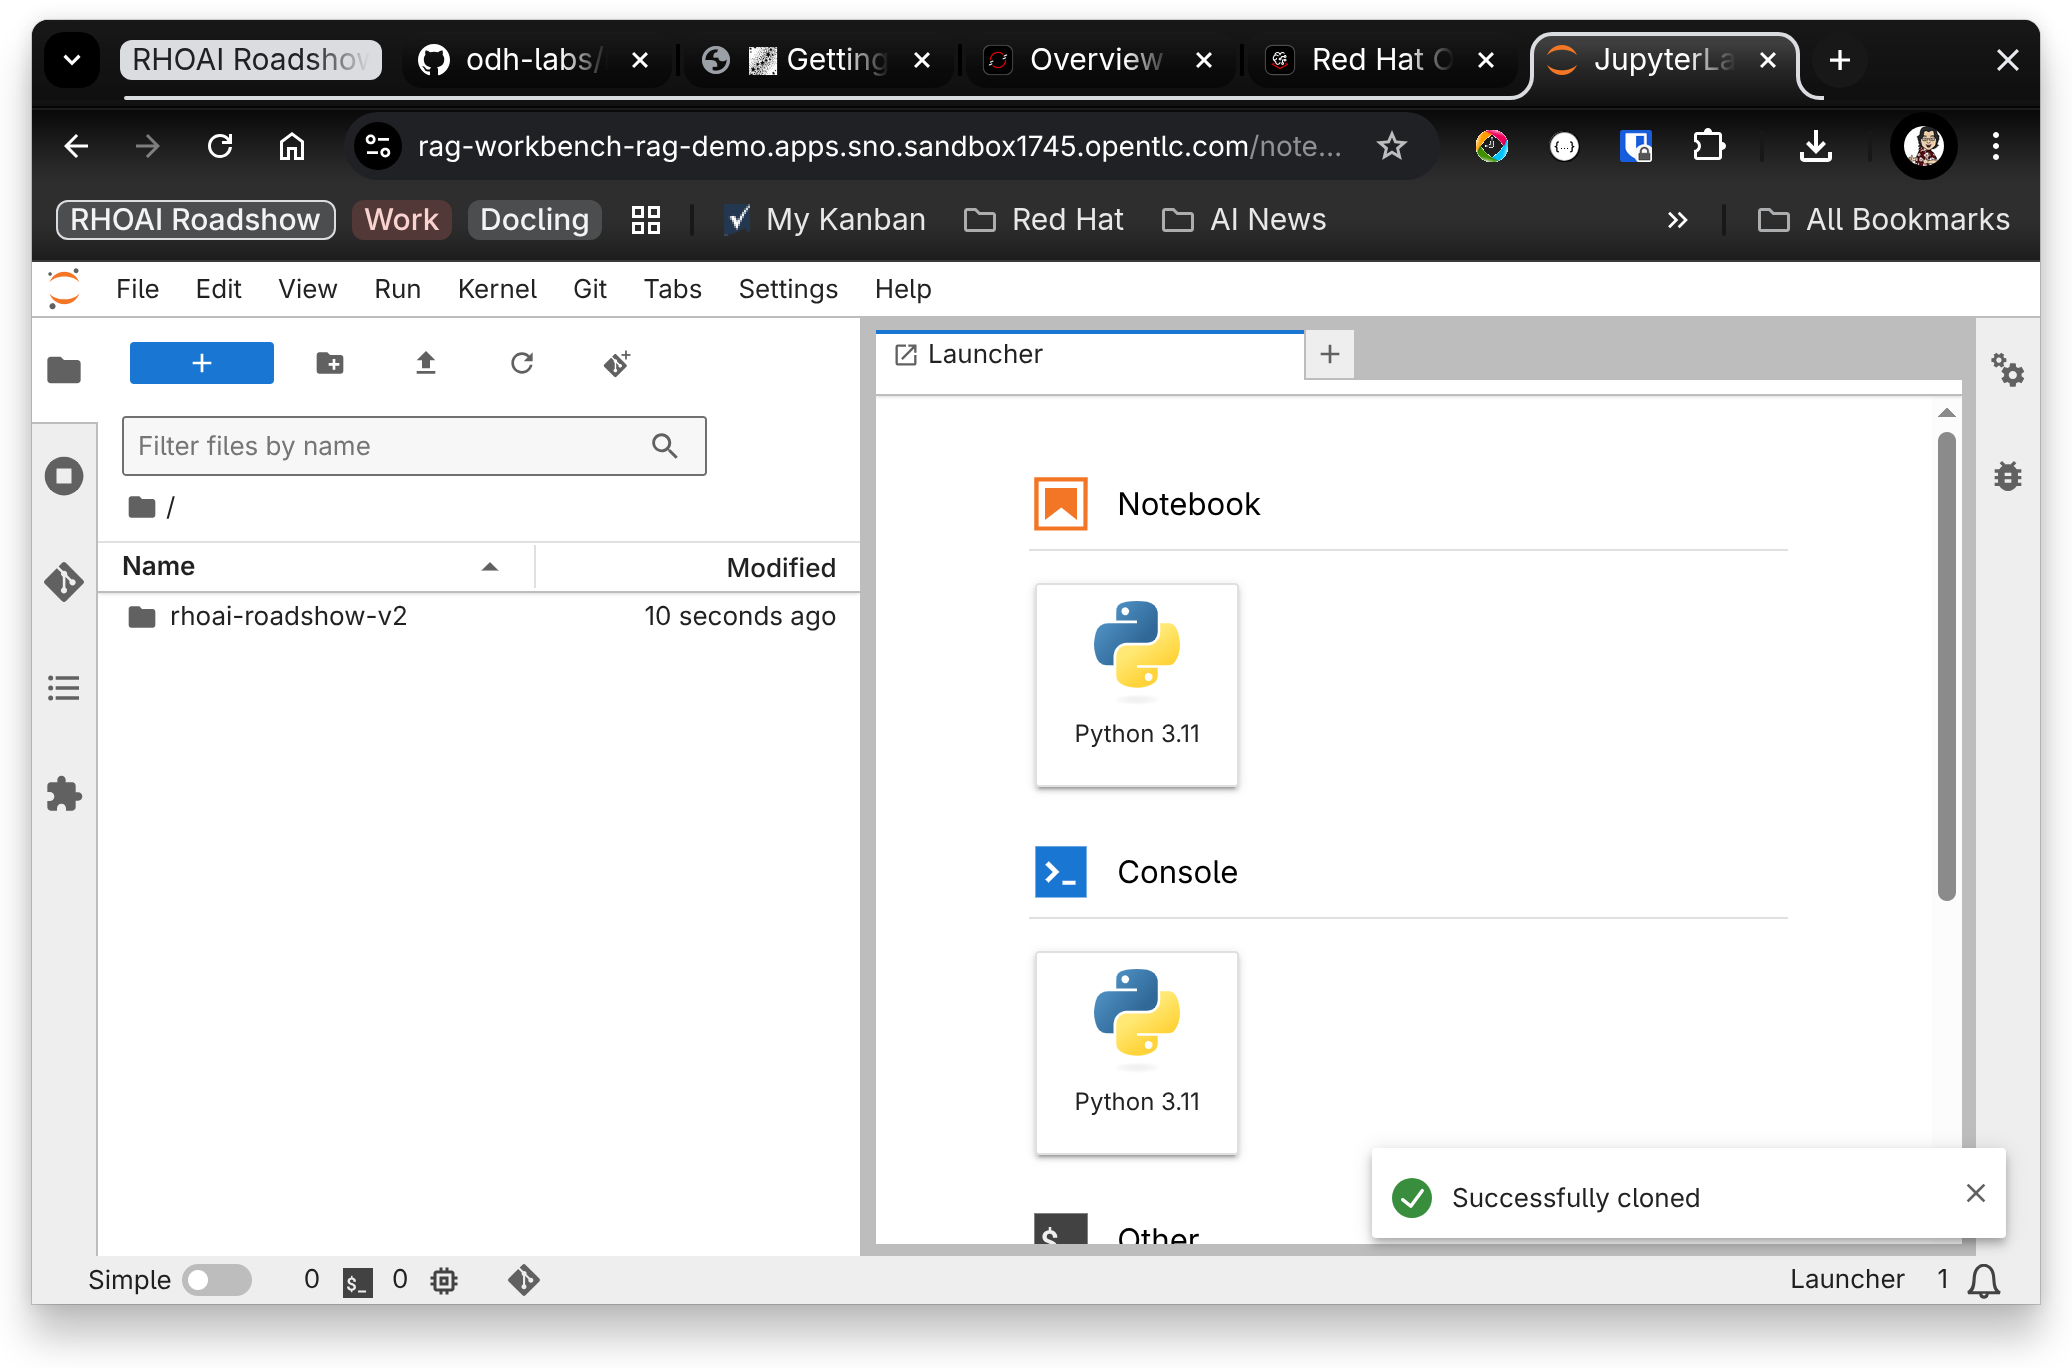 RHOAI Roadshow
odh-labs/
Getting
Overview
Red Hat O
JupyterLa
rag-workbench-rag-demo.apps.sno.sandbox1745.opentlc.com/note...
RHOAI Roadshow
Work
Docling
My Kanban
Red Hat
AI News
All Bookmarks
File Edit View Run Kernel Git Tabs Settings Help
Launcher
Filter files by name
/
Name
Modified
rhoai-roadshow-v2
10 seconds ago
Notebook
Python 3.11
Console
Python 3.11
$_
Other
Successfully cloned
Simple
0
$_
0
Launcher
1